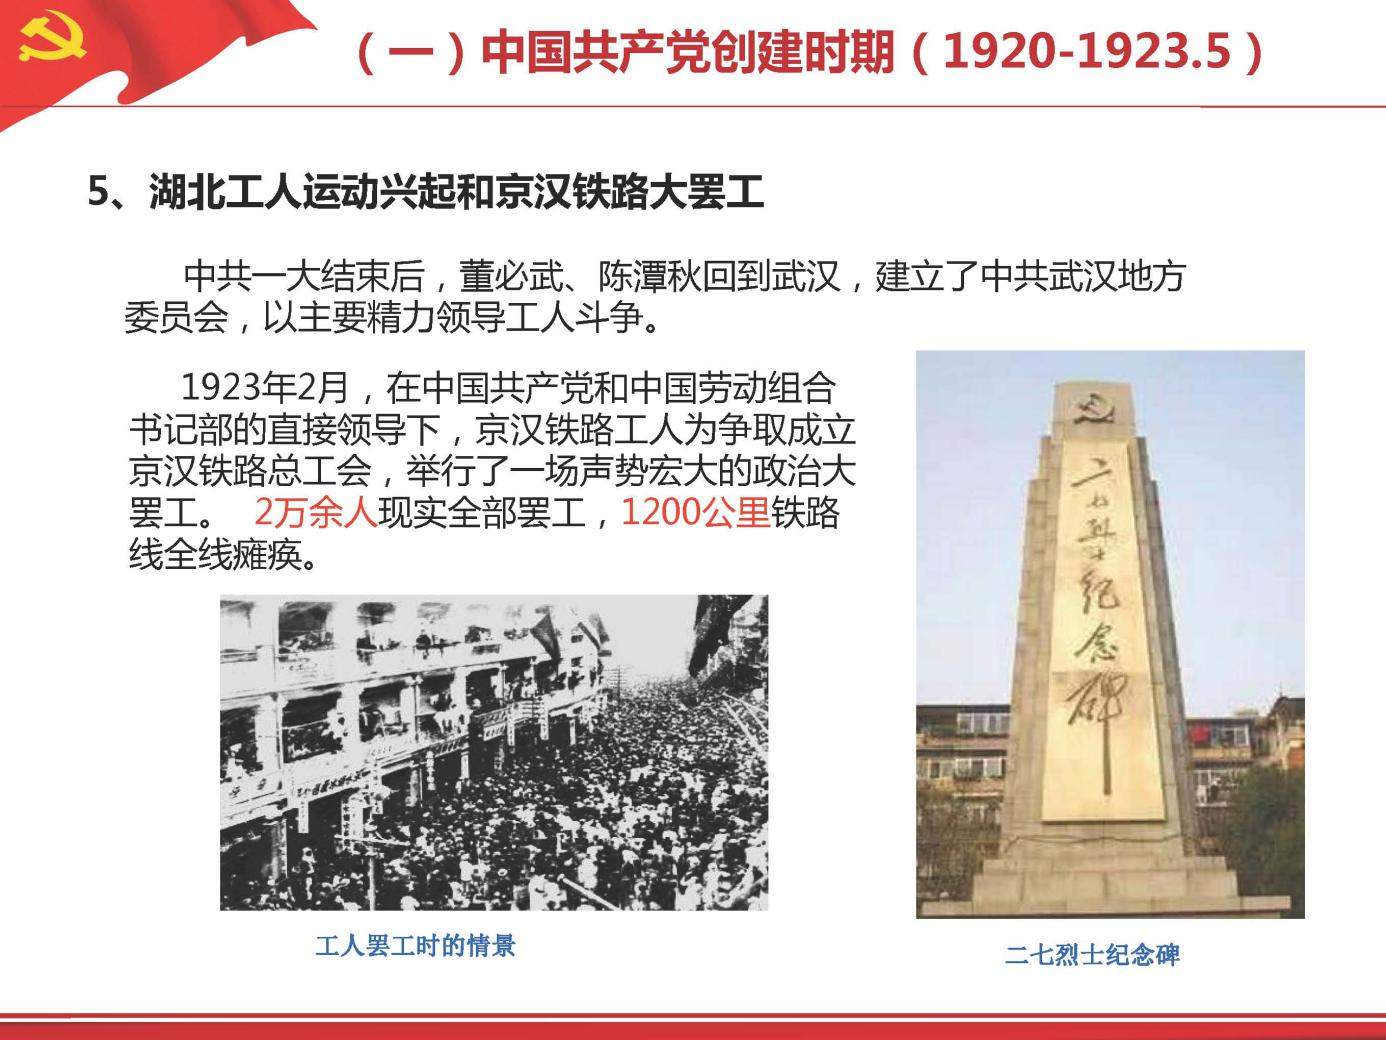 （一）中国共产党创建时期（1920-1923.5）
5、湖北工人运动兴起和京汉铁路大罢工
中共一大结束后，董必武、陈潭秋回到武汉，建立了中共武汉地方
委员会，以主要精力领导工人斗争。
1923年2月，在中国共产党和中国劳动组合
书记部的直接领导下，京汉铁路工人为争取成立
京汉铁路总工会，举行了一场声势宏大的政治大
罢工。 2万余人现实全部罢工，1200公里铁路
线全线瘫痪。
二七烈士纪念碑
工人罢工时的情景
二七烈士纪念碑